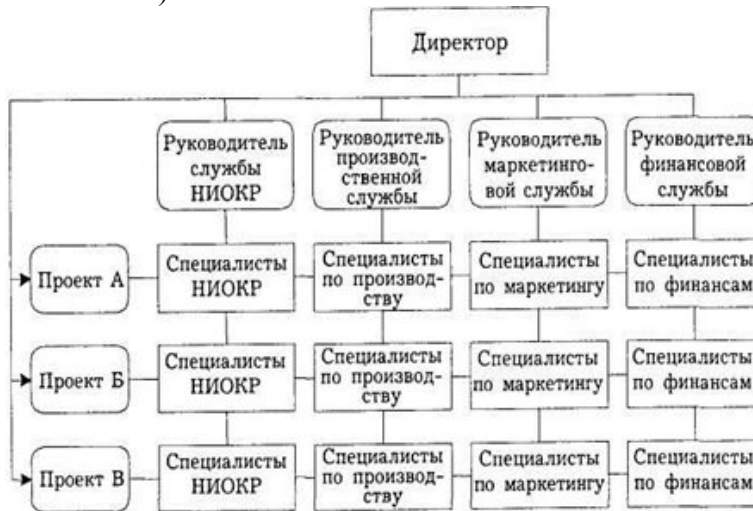 )
Директор
Руководитель
службы
НИОКР
Руководитель
производ-
ственной
службы
Руководитель
маркетинго-
вой службы
Руководитель
финансовой
службы
Проект А
Специалисты
НИОКР
Специалисты
по производ-
ству
Специалисты
по маркетингу
Специалисты
по финансам
Проект Б
Специалисты
НИОКР
Специалисты
по производ-
ству
Специалисты
по маркетингу
Специалисты
по финансам
Проект В
Специалисты
НИОКР
Специалисты
по производ-
ству
Специалисты
по маркетингу
Специалисты
по финансам